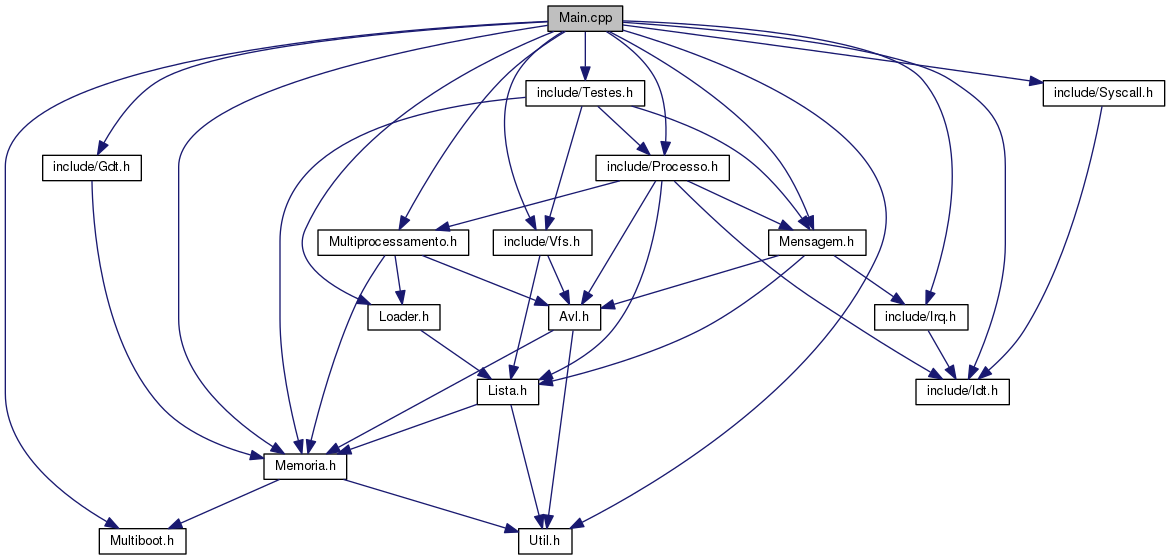 Main.cpp
include/Testes.h
include/Syscall.h
include/Gdt.h
include/Processo.h
Multiprocessamento.h
include/Vfs.h
Mensagem.h
Loader.h
Avl.h
include/Irq.h
Lista.h
include/Idt.h
Memoria.h
Multiboot.h
Util.h